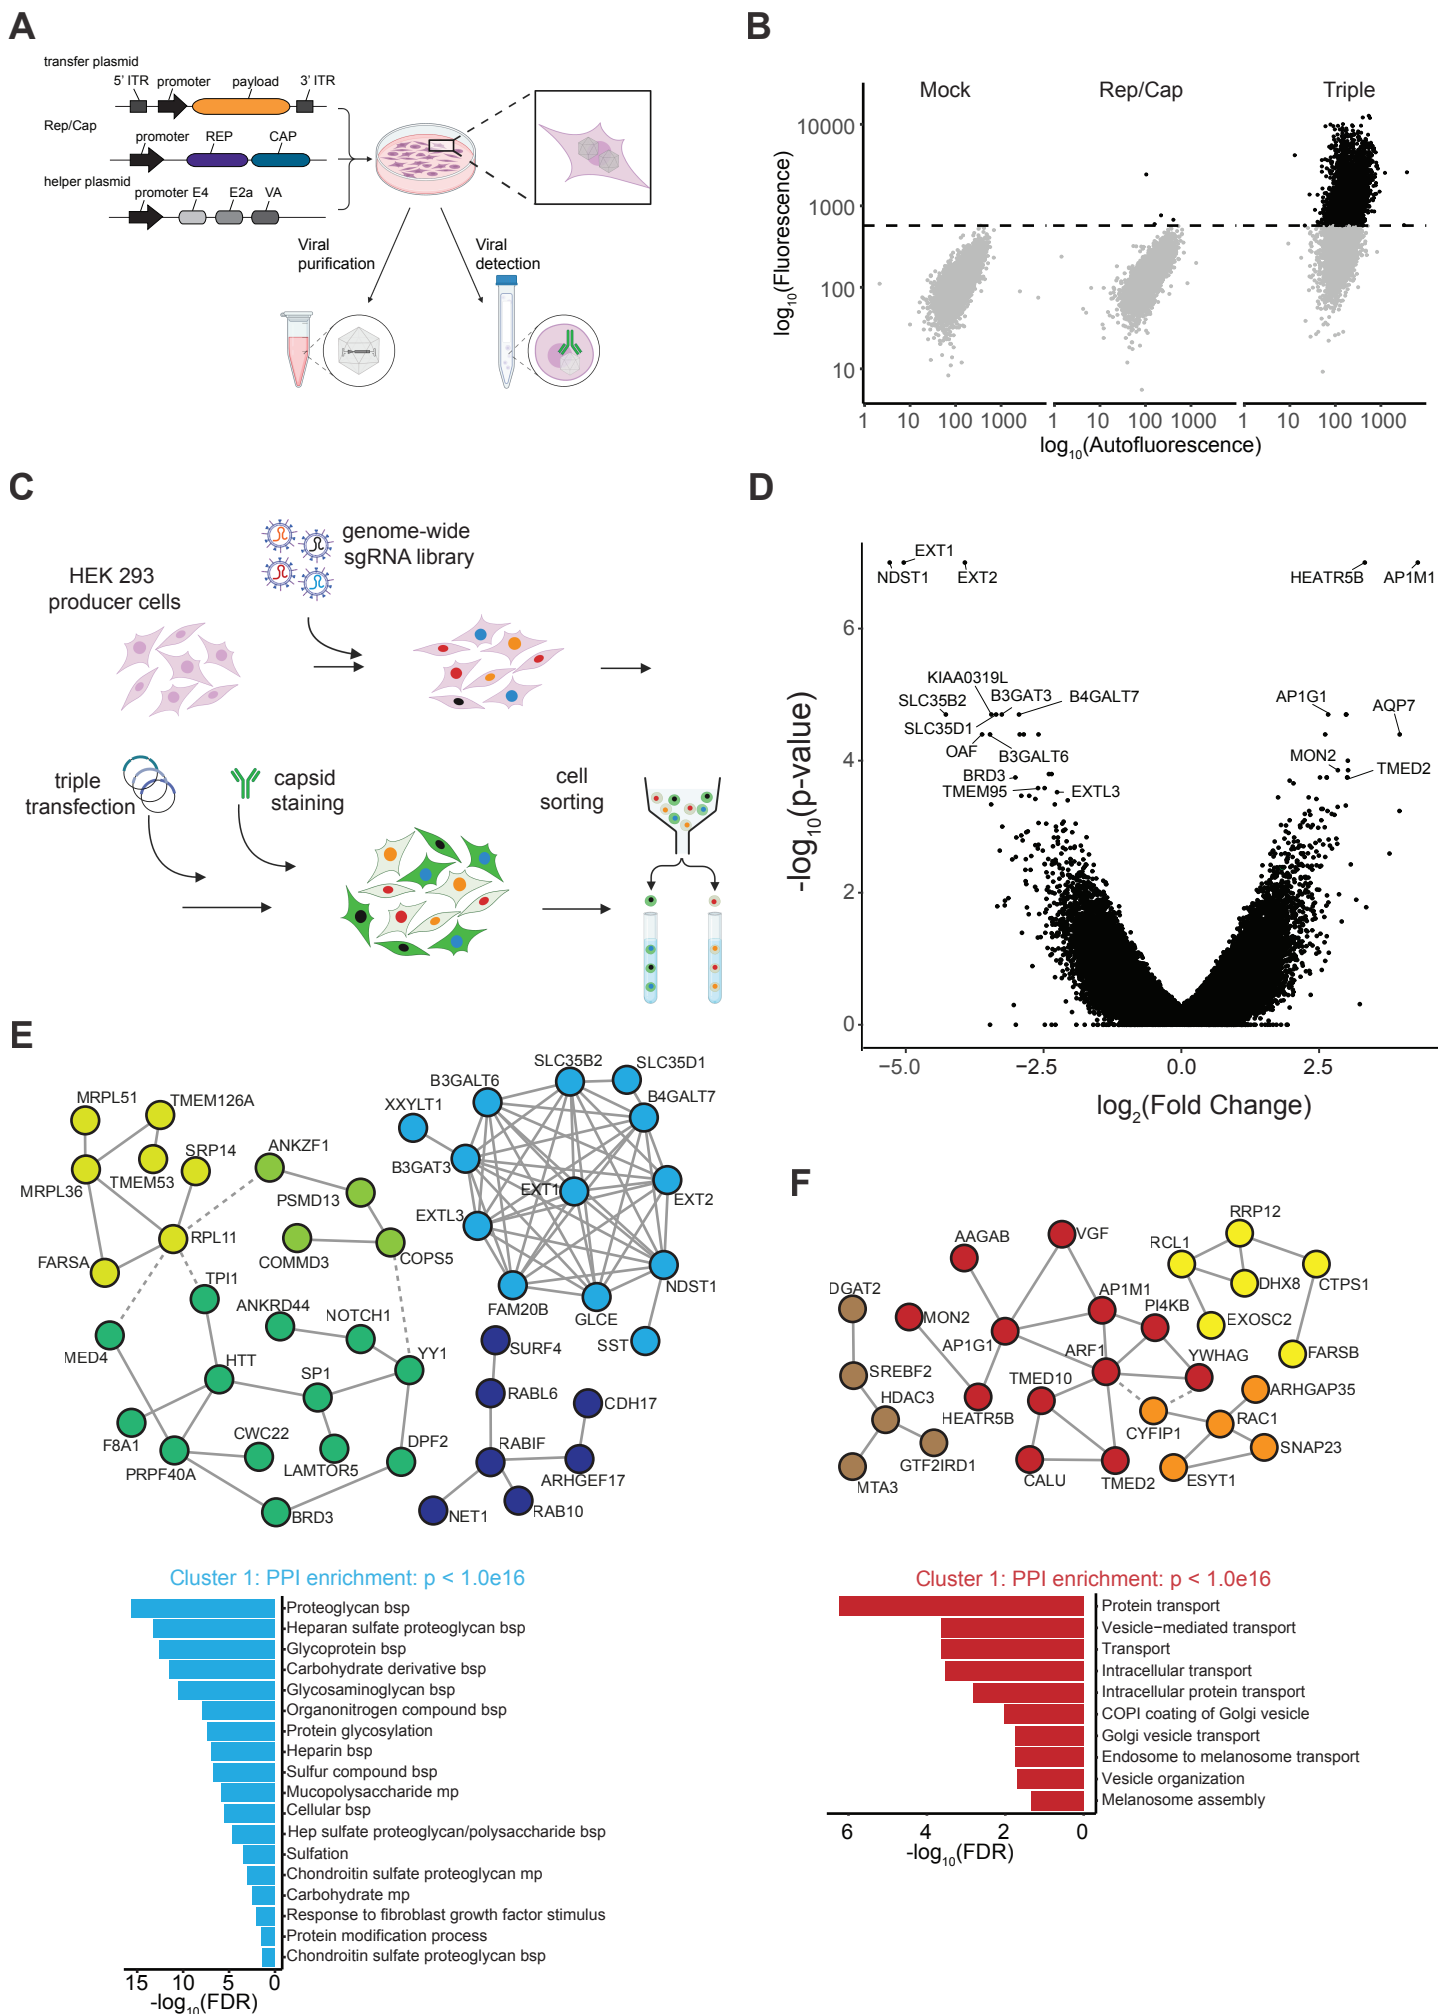 A
transfer plasmid
5' ITR
promoter
payload
3' ITR
Rep/Cap
promoter
REP
CAP
helper plasmid
promoter
E4
E2a
VA
Viral
purification
Viral
detection
B
Mock
Rep/Cap
Triple
log10(Fluorescence)
10000
1000
100
10
1 10 100 1000
1 10 100 1000
1 10 100 1000
log10(Autofluorescence)
C
HEK 293
producer cells
genome-wide
sgRNA library
triple
transfection
capsid
staining
cell
sorting
D
EXT1
NDST1
EXT2
HEATR5B
AP1M1
KIAA0319L
B3GAT3
SLC35B2
B4GALT7
SLC35D1
OAF
B3GALT6
BRD3
TMEM95
EXTL3
AP1G1
AQP7
MON2
TMED2
-log10(p-value)
6
4
2
0
−5.0
−2.5
0.0
2.5
log2(Fold Change)
E
MRPL51
TMEM126A
SRP14
TMEM53
MRPL36
FARSA
RPL11
ANKZF1
PSMD13
COMMD3
COPS5
TPI1
ANKRD44
NOTCH1
MED4
HTT
SP1
YY1
F8A1
CWC22
PRPF40A
LAMTOR5
DPF2
BRD3
SLC35B2
SLC35D1
B3GALT6
B4GALT7
XXYLT1
B3GAT3
EXT1
EXT2
EXTL3
NDST1
FAM20B
GLCE
SST
SURF4
RABL6
CDH17
RABIF
ARHGEF17
NET1
RAB10
Cluster 1: PPI enrichment: p < 1.0e16
Proteoglycan bsp
Heparan sulfate proteoglycan bsp
Glycoprotein bsp
Carbohydrate derivative bsp
Glycosaminoglycan bsp
Organonitrogen compound bsp
Protein glycosylation
Heparin bsp
Sulfur compound bsp
Mucopolysaccharide mp
Cellular bsp
Hep sulfate proteoglycan/polysaccharide bsp
Sulfation
Chondroitin sulfate proteoglycan mp
Carbohydrate mp
Response to fibroblast growth factor stimulus
Protein modification process
Chondroitin sulfate proteoglycan bsp
15 10 5 0
-log10(FDR)
F
RRP12
AAGAB
VGF
RCL1
DHX8
CTPS1
DGAT2
AP1M1
MON2
PI4KB
EXOSC2
AP1G1
ARF1
YWHAG
FARSB
SREBF2
TMED10
ARHGAP35
HDAC3
HEATR5B
CYFIP1
RAC1
SNAP23
GTF2IRD1
MTA3
CALU
TMED2
ESYT1
Cluster 1: PPI enrichment: p < 1.0e16
Protein transport
Vesicle−mediated transport
Transport
Intracellular transport
Intracellular protein transport
COPI coating of Golgi vesicle
Golgi vesicle transport
Endosome to melanosome transport
Vesicle organization
Melanosome assembly
6 4 2 0
-log10(FDR)